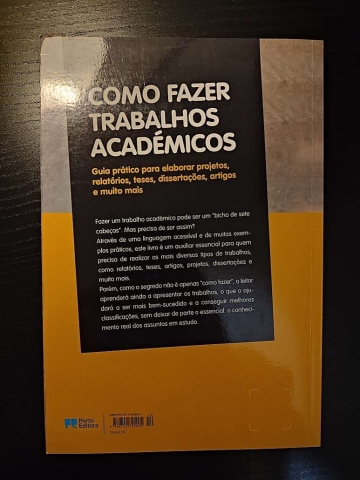 COMO FAZER
TRABALHOS
ACADÉMICOS
Guia prático para elaborar projetos,
relatórios, teses, dissertações, artigos
e muito mais
Fazer um trabalho académico pode ser um "bicho de sete
cabeças". Mas precisa de ser assim?
Através de uma linguagem acessível e de muitos exem-
plos práticos, este livro é um auxiliar essencial para quem
precisa de realizar os mais diversos tipos de trabalhos,
como relatórios, teses, artigos, projetos, dissertações e
muito mais.
Porém, como o segredo não é apenas "como fazer", o leitor
aprenderá ainda a apresentar os trabalhos, o que o aju-
dará a ser mais bem-sucedido e a conseguir melhores
classificações, sem deixar de parte o essencial: o conheci-
mento real dos assuntos em estudo.
Porto
Editora